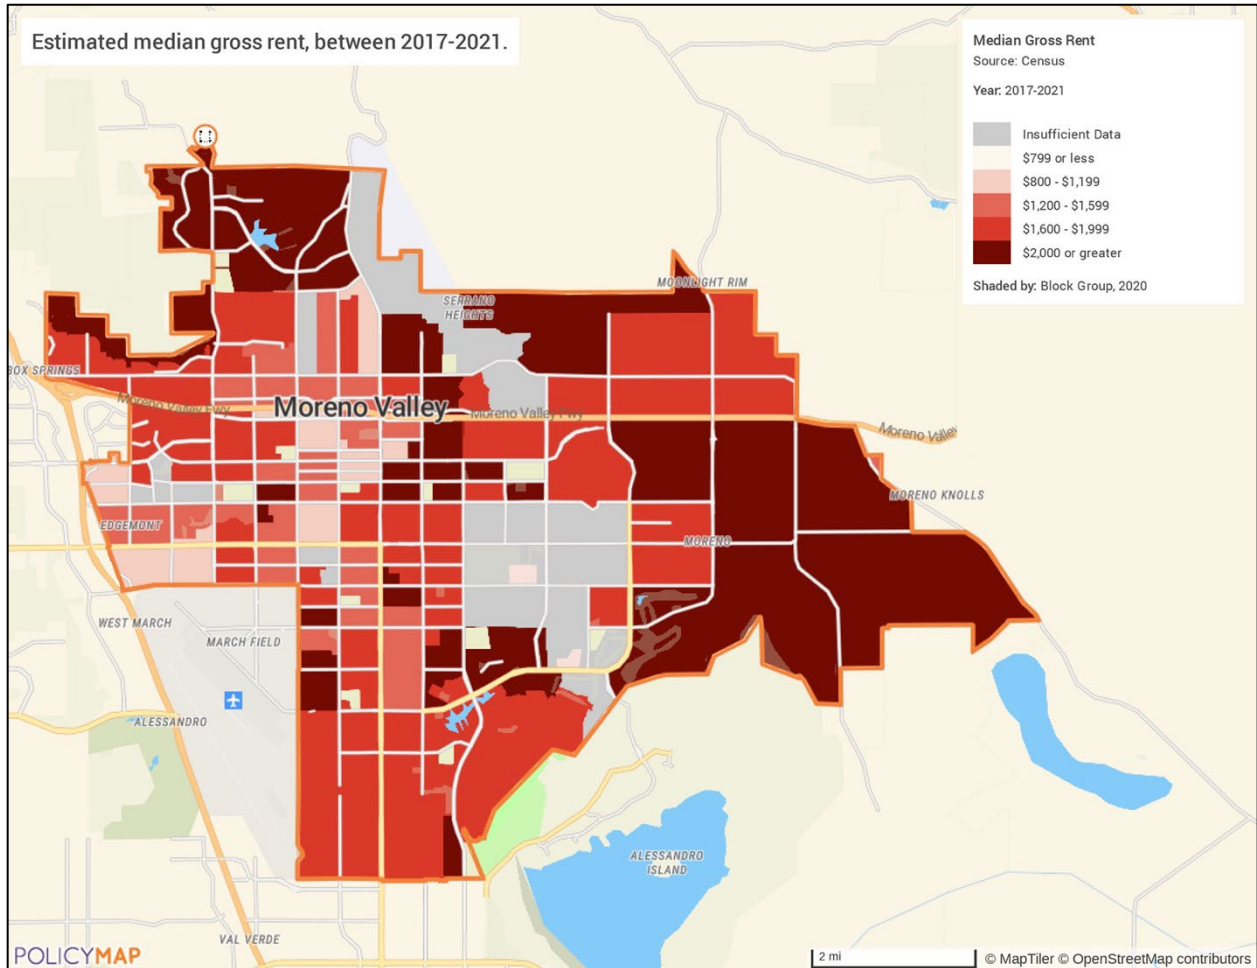 Estimated median gross rent, between 2017-2021.
Median Gross Rent
Source: Census
Year: 2017-2021
Insufficient Data
$799 or less
$800 - $1,199
$1,200 - $1,599
$1,600 - $1,999
$2,000 or greater
Shaded by: Block Group, 2020
MOONLIGHT RIM
SERRANO
HEIGHTS
BOX SPRINGS
Moreno Valley Fwy
Moreno Valley
Moreno Valley Fwy
Moreno Valley
MORENO KNOLLS
EDGEMONT
MORENO
WEST MARCH
MARCH FIELD
ALESSANDRO
ALESSANDRO
ISLAND
VAL VERDE
POLICYMAP
2 mi
© MapTiler © OpenStreetMap contributors